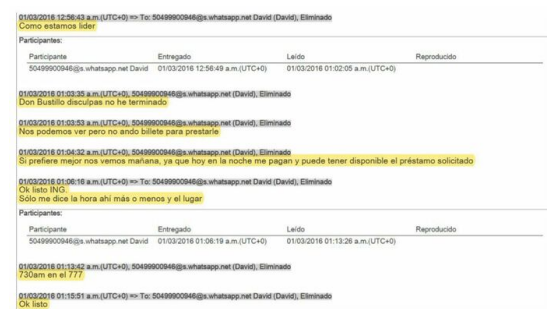 01/03/2016 12:56:43 a.m.(UTC+0) => To: 50499900946@s.whatsapp.net David (David), Eliminado
Como estamos lider
Participantes:
Participante Entregado Leído Reproducido
50499900946@s.whatsapp.net David 01/03/2016 12:56:49 a.m.(UTC+0) 01/03/2016 01:02:05 a.m.(UTC+0)
01/03/2016 01:03:35 a.m.(UTC+0), 50499900946@s.whatsapp.net (David), Eliminado
Don Bustillo disculpas no he terminado
01/03/2016 01:03:53 a.m.(UTC+0), 50499900946@s.whatsapp.net (David), Eliminado
Nos podemos ver pero no ando billete para prestarle
01/03/2016 01:04:32 a.m.(UTC+0), 50499900946@s.whatsapp.net (David), Eliminado
Si prefiere mejor nos vemos mañana, ya que hoy en la noche me pagan y puede tener disponible el préstamo solicitado
01/03/2016 01:06:16 a.m.(UTC+0) => To: 50499900946@s.whatsapp.net David (David), Eliminado
Ok listo ING.
Sólo me dice la hora ahí más o menos y el lugar
Participantes:
Participante Entregado Leído Reproducido
50499900946@s.whatsapp.net David 01/03/2016 01:06:19 a.m.(UTC+0) 01/03/2016 01:13:26 a.m.(UTC+0)
01/03/2016 01:13:42 a.m.(UTC+0), 50499900946@s.whatsapp.net (David), Eliminado
730am en el 777
01/03/2016 01:15:51 a.m.(UTC+0) => To: 50499900946@s.whatsapp.net David (David), Eliminado
Ok listo